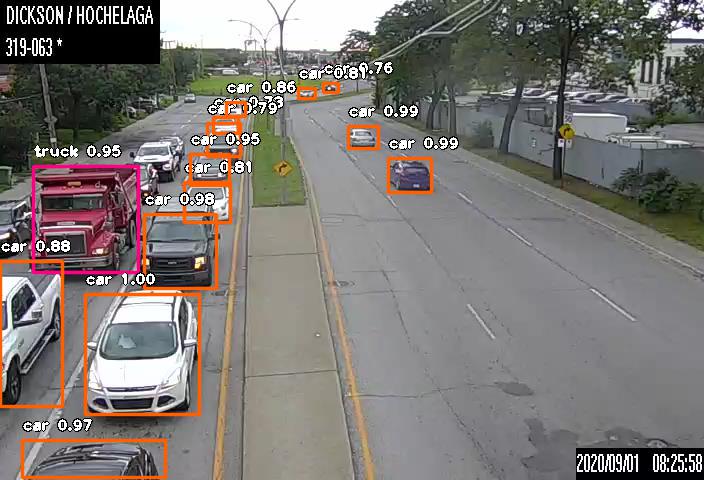 DICKSON / HOCHELAGA
319-063 *
car 0.76
car 0.81
car 0.86
car 0.79
car 0.99
car 0.95
car 0.99
truck 0.95
car 0.81
car 0.98
car 0.88
car 1.00
car 0.97
2020/09/01 08:25:58